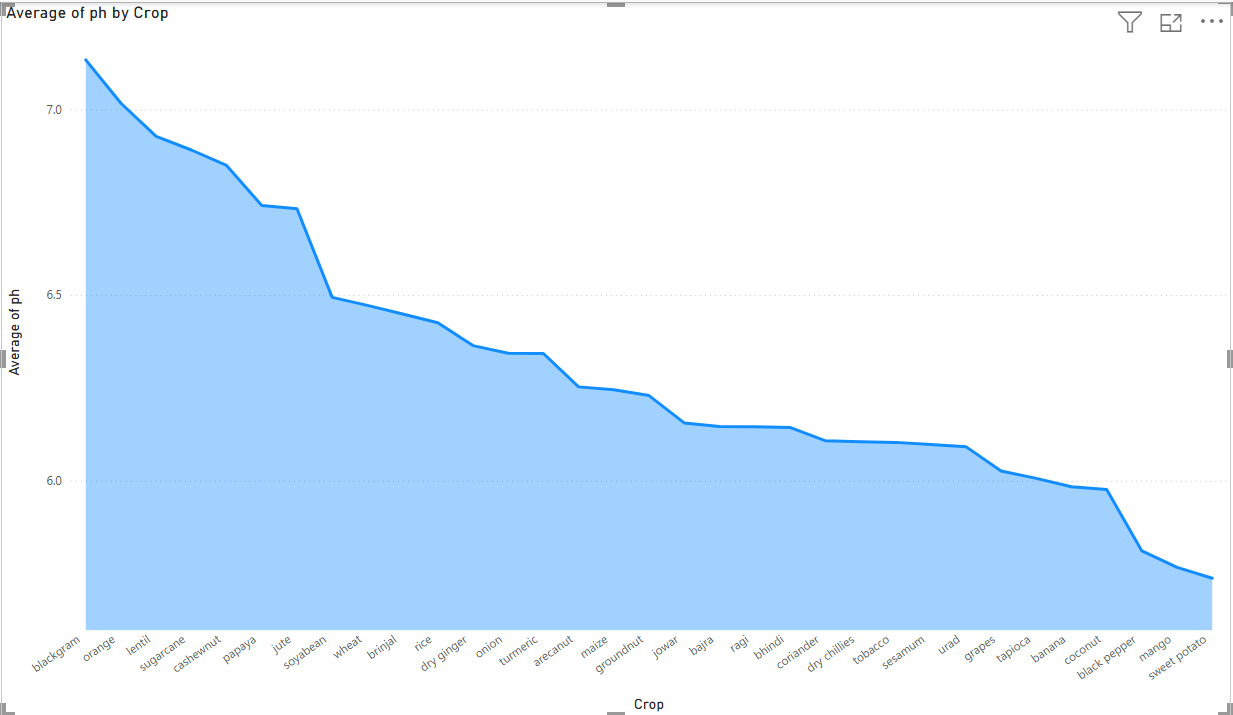 Average of ph by Crop
7.0
6.5
6.0
Average of ph
blackgram
orange
lentil
sugarcane
cashewnut
papaya
jute
soyabean
wheat
brinjal
rice
dry ginger
onion
turmeric
arecanut
maize
groundnut
jowar
bajra
ragi
bhindi
coriander
dry chillies
tobacco
sesamum
urad
grapes
tapioca
banana
coconut
black pepper
mango
sweet potato
Crop